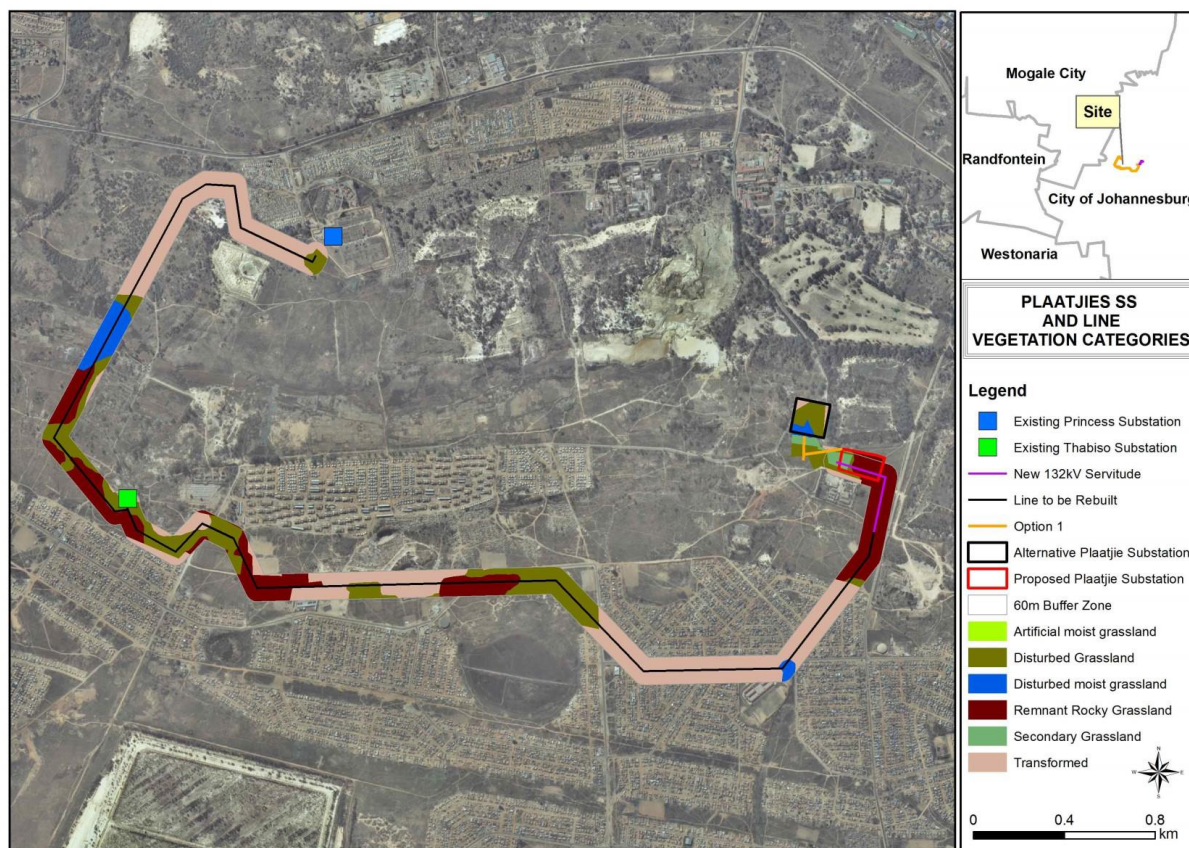 Mogale City
Site
Randfontein
City of Johannesburg
Westonaria
PLAATJIES SS
AND LINE
VEGETATION CATEGORIES
Legend
Existing Princess Substation
Existing Thabiso Substation
New 132kV Servitude
Line to be Rebuilt
Option 1
Alternative Plaatjie Substation
Proposed Plaatjie Substation
60m Buffer Zone
Artificial moist grassland
Disturbed Grassland
Disturbed moist grassland
Remnant Rocky Grassland
Secondary Grassland
Transformed
N
W E
S
0 0.4 0.8
km